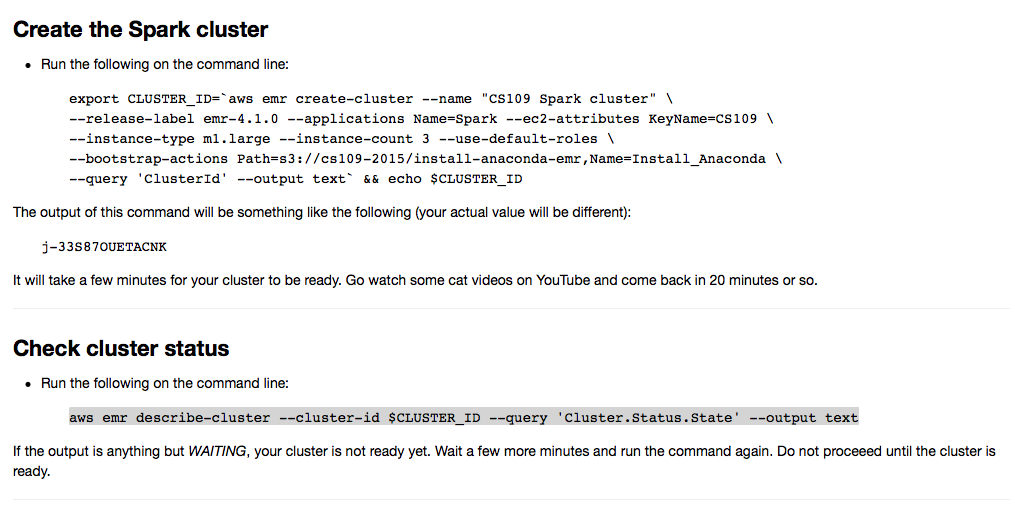 Create the Spark cluster
• Run the following on the command line:
export CLUSTER_ID=`aws emr create-cluster --name "CS109 Spark cluster" \
--release-label emr-4.1.0 --applications Name=Spark --ec2-attributes KeyName=CS109 \
--instance-type m1.large --instance-count 3 --use-default-roles \
--bootstrap-actions Path=s3://cs109-2015/install-anaconda-emr,Name=Install_Anaconda \
--query 'ClusterId' --output text` && echo $CLUSTER_ID
The output of this command will be something like the following (your actual value will be different):
j-33S87OUETACNK
It will take a few minutes for your cluster to be ready. Go watch some cat videos on YouTube and come back in 20 minutes or so.
Check cluster status
• Run the following on the command line:
aws emr describe-cluster --cluster-id $CLUSTER_ID --query 'Cluster.Status.State' --output text
If the output is anything but WAITING, your cluster is not ready yet. Wait a few more minutes and run the command again. Do not proceeed until the cluster is
ready.